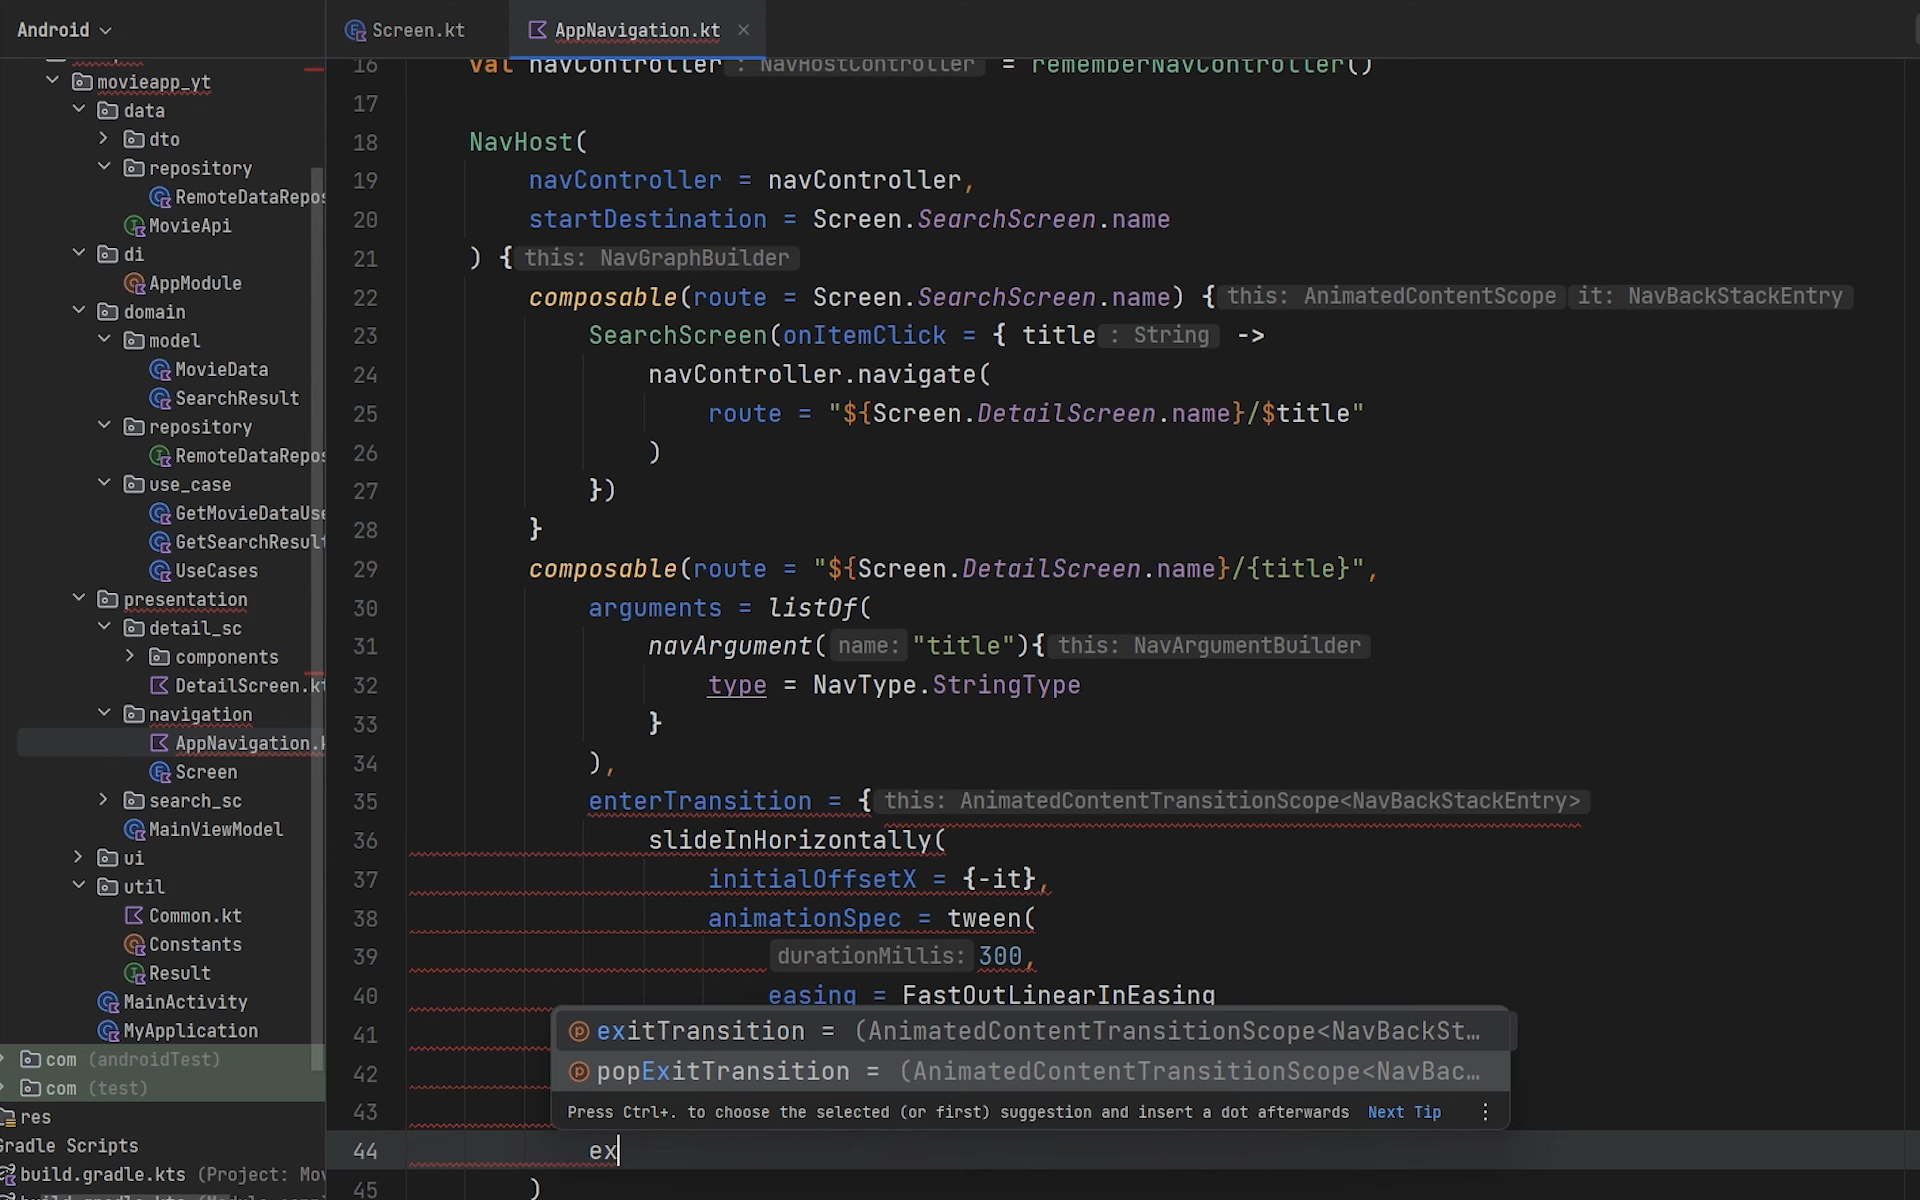 Android
Screen.kt
AppNavigation.kt
movieapp_yt
data
dto
repository
RemoteDataRepos
MovieApi
di
AppModule
domain
model
MovieData
SearchResult
repository
RemoteDataRepos
use_case
GetMovieDataUse
GetSearchResult
UseCases
presentation
detail_sc
components
DetailScreen.kt
navigation
AppNavigation.k
Screen
search_sc
MainViewModel
ui
util
Common.kt
Constants
Result
MainActivity
MyApplication
com (androidTest)
com (test)
res
Gradle Scripts
build.gradle.kts (Project: Mov
16 val navController : NavHostController = rememberNavController()
17
18 NavHost(
19 navController = navController,
20 startDestination = Screen.SearchScreen.name
21 ) { this: NavGraphBuilder
22 composable(route = Screen.SearchScreen.name) { this: AnimatedContentScope it: NavBackStackEntry
23 SearchScreen(onItemClick = { title : String ->
24 navController.navigate(
25 route = "${Screen.DetailScreen.name}/$title"
26 )
27 })
28 }
29 composable(route = "${Screen.DetailScreen.name}/{title}",
30 arguments = listOf(
31 navArgument( name: "title"){ this: NavArgumentBuilder
32 type = NavType.StringType
33 }
34 ),
35 enterTransition = { this: AnimatedContentTransitionScope<NavBackStackEntry>
36 slideInHorizontally(
37 initialOffsetX = {-it},
38 animationSpec = tween(
39 durationMillis: 300,
40 easing = FastOutLinearInEasing
41 exitTransition = (AnimatedContentTransitionScope<NavBackSt…
42 popExitTransition = (AnimatedContentTransitionScope<NavBac…
43 Press Ctrl+. to choose the selected (or first) suggestion and insert a dot afterwards Next Tip
44 ex
45 )